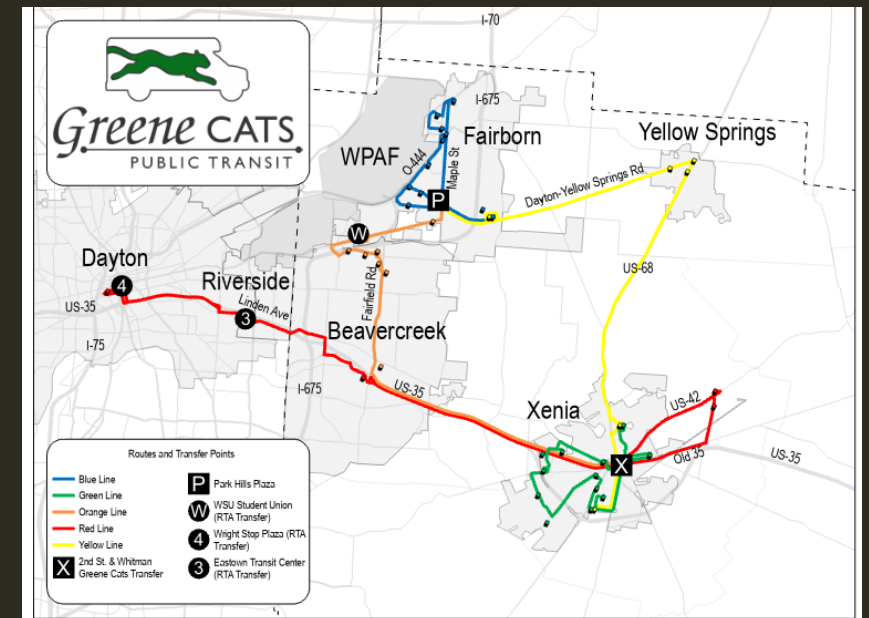 Greene CATS
PUBLIC TRANSIT
I-70
I-675
WPAF
O-444
Maple St
Fairborn
Yellow Springs
P
Dayton-Yellow Springs Rd
W
Dayton
4
US-35
Riverside
Linden Ave
3
Fairfield Rd
US-68
I-75
Beavercreek
I-675
US-35
Xenia
US-42
X
Old 35
US-35
Routes and Transfer Points
Blue Line
Green Line
Orange Line
Red Line
Yellow Line
X 2nd St. & Whitman
Greene Cats Transfer
P Park Hills Plaza
W WSU Student Union
(RTA Transfer)
4 Wright Stop Plaza (RTA
Transfer)
3 Eastown Transit Center
(RTA Transfer)